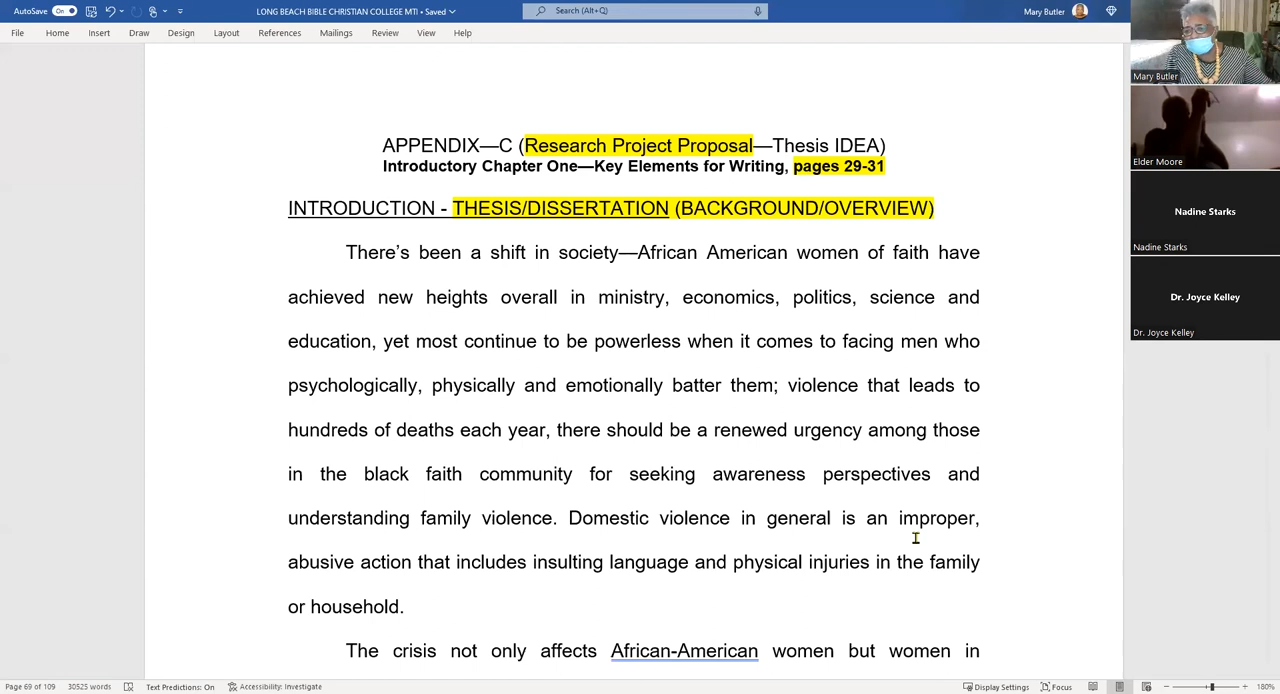 AutoSave On LONG BEACH BIBLE CHRISTIAN COLLEGE MTI • Saved Search (Alt+Q) Mary Butler
File Home Insert Draw Design Layout References Mailings Review View Help
Mary Butler
Elder Moore
Nadine Starks
Nadine Starks
Dr. Joyce Kelley
Dr. Joyce Kelley
APPENDIX—C (Research Project Proposal—Thesis IDEA)
Introductory Chapter One—Key Elements for Writing, pages 29-31
INTRODUCTION - THESIS/DISSERTATION (BACKGROUND/OVERVIEW)
There’s been a shift in society—African American women of faith have
achieved new heights overall in ministry, economics, politics, science and
education, yet most continue to be powerless when it comes to facing men who
psychologically, physically and emotionally batter them; violence that leads to
hundreds of deaths each year, there should be a renewed urgency among those
in the black faith community for seeking awareness perspectives and
understanding family violence. Domestic violence in general is an improper,
abusive action that includes insulting language and physical injuries in the family
or household.
The crisis not only affects African-American women but women in
Page 69 of 109 30525 words Text Predictions: On Accessibility: Investigate Display Settings Focus 180%